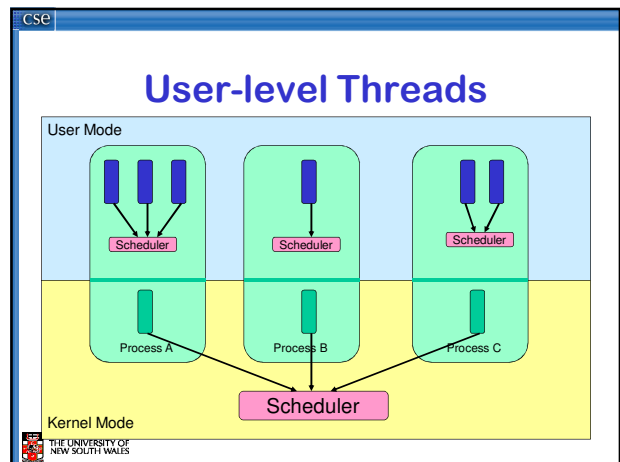 cse
User-level Threads
User Mode
Scheduler
Scheduler
Scheduler
Process A
Process B
Process C
Scheduler
Kernel Mode
THE UNIVERSITY OF
NEW SOUTH WALES